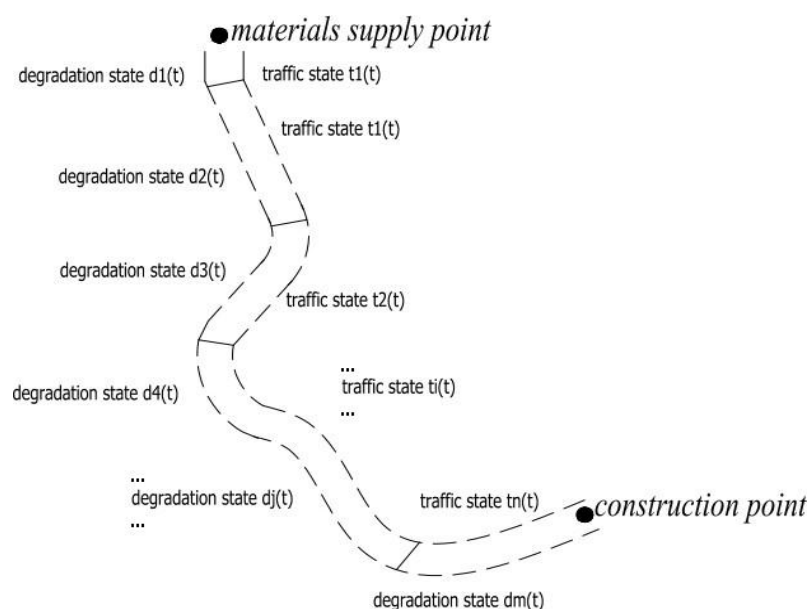 materials supply point
degradation state d1(t)
traffic state t1(t)
traffic state t1(t)
degradation state d2(t)
degradation state d3(t)
traffic state t2(t)
...
traffic state ti(t)
...
degradation state d4(t)
...
degradation state dj(t)
...
traffic state tn(t)
construction point
degradation state dm(t)